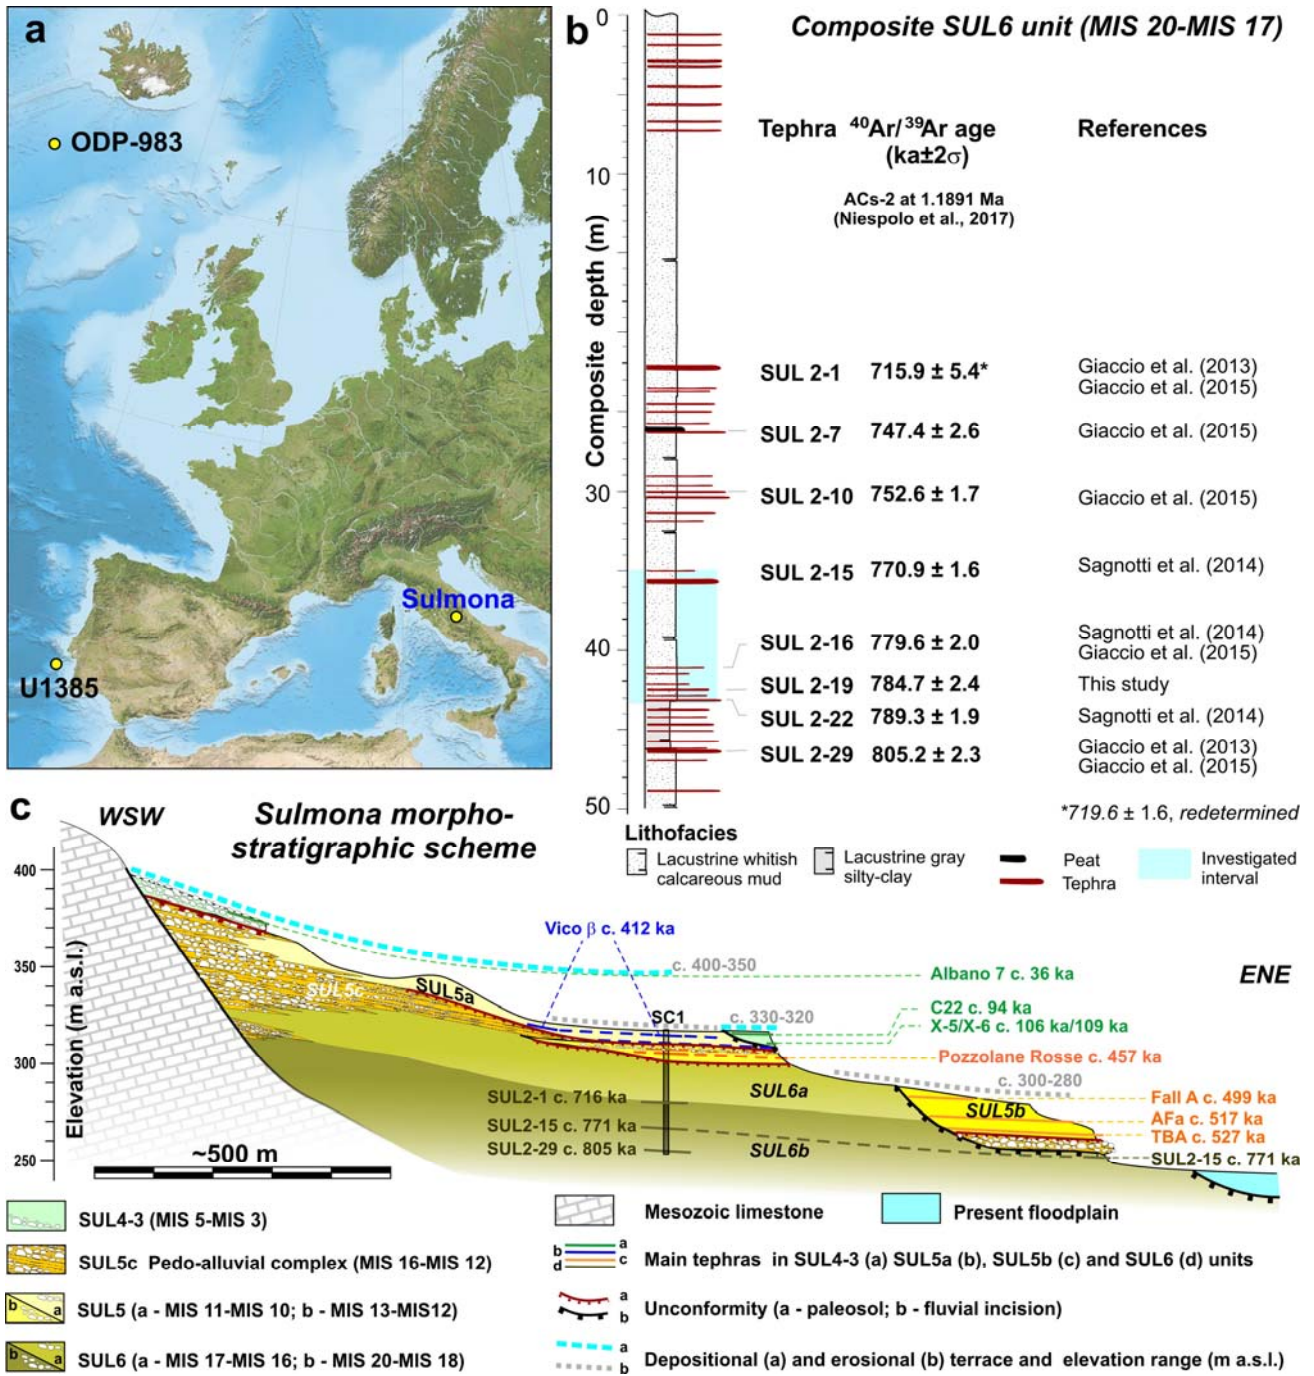 a
ODP-983
Sulmona
U1385
b
Composite SUL6 unit (MIS 20-MIS 17)
Composite depth (m)
0
10
30
40
50
Tephra
40Ar/39Ar age
(ka±2σ)
References
ACs-2 at 1.1891 Ma
(Niespolo et al., 2017)
SUL 2-1 715.9 ± 5.4* Giaccio et al. (2013)
Giaccio et al. (2015)
SUL 2-7 747.4 ± 2.6 Giaccio et al. (2015)
SUL 2-10 752.6 ± 1.7 Giaccio et al. (2015)
SUL 2-15 770.9 ± 1.6 Sagnotti et al. (2014)
SUL 2-16 779.6 ± 2.0 Sagnotti et al. (2014)
Giaccio et al. (2015)
SUL 2-19 784.7 ± 2.4 This study
SUL 2-22 789.3 ± 1.9 Sagnotti et al. (2014)
SUL 2-29 805.2 ± 2.3 Giaccio et al. (2013)
Giaccio et al. (2015)
*719.6 ± 1.6, redetermined
Lithofacies
Lacustrine whitish
calcareous mud
Lacustrine gray
silty-clay
Peat
Tephra
Investigated
interval
c
WSW
Sulmona morpho-
stratigraphic scheme
ENE
Elevation (m a.s.l.)
400
350
300
250
~500 m
Vico β c. 412 ka
c. 400-350
Albano 7 c. 36 ka
SUL5c
SUL5a
SC1
c. 330-320
C22 c. 94 ka
X-5/X-6 c. 106 ka/109 ka
Pozzolane Rosse c. 457 ka
c. 300-280
SUL6a
SUL5b
Fall A c. 499 ka
AFa c. 517 ka
TBA c. 527 ka
SUL2-15 c. 771 ka
SUL2-1 c. 716 ka
SUL2-15 c. 771 ka
SUL2-29 c. 805 ka
SUL6b
SUL4-3 (MIS 5-MIS 3)
SUL5c Pedo-alluvial complex (MIS 16-MIS 12)
b
a
SUL5 (a - MIS 11-MIS 10; b - MIS 13-MIS12)
b
a
SUL6 (a - MIS 17-MIS 16; b - MIS 20-MIS 18)
Mesozoic limestone
Present floodplain
a
b
c
d
Main tephras in SUL4-3 (a) SUL5a (b), SUL5b (c) and SUL6 (d) units
a
b
Unconformity (a - paleosol; b - fluvial incision)
a
b
Depositional (a) and erosional (b) terrace and elevation range (m a.s.l.)